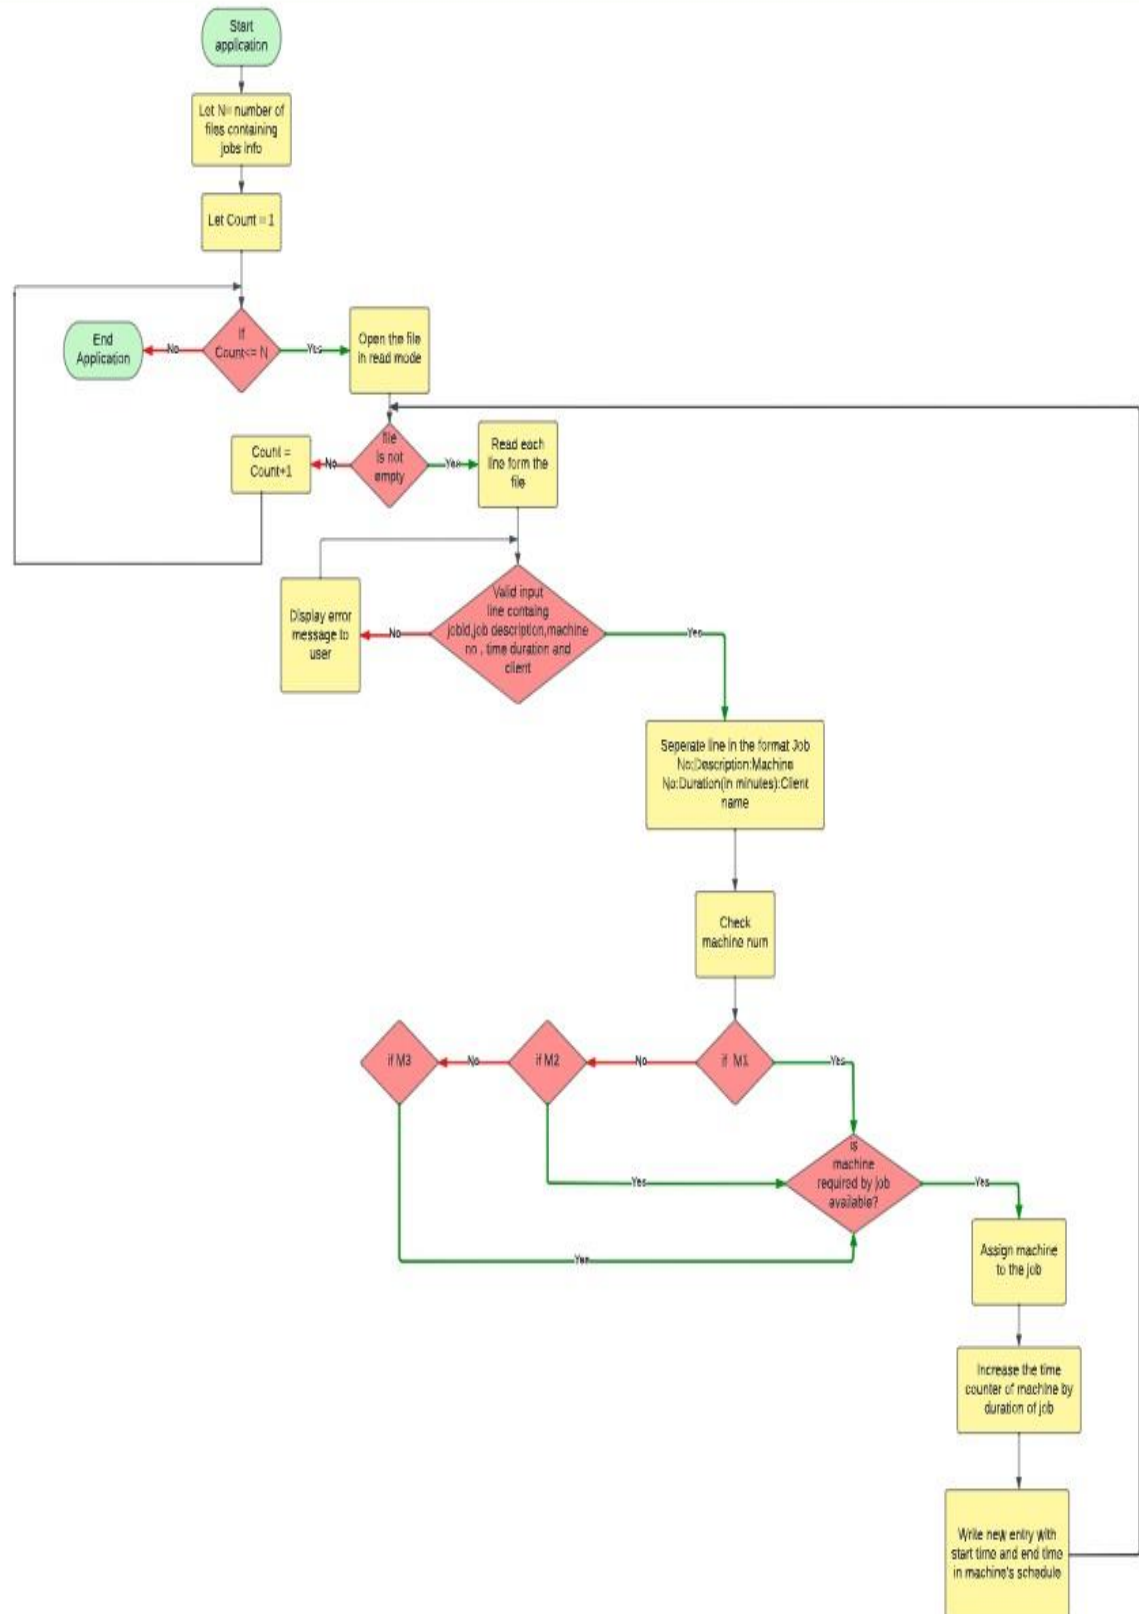 Start
application
Let N= number of
files containing
jobs info
Let Count = 1
If
Count<= N
No
Yes
End
Application
Open the file
in read mode
file
is not
empty
No
Yes
Count =
Count+1
Read each
line form the
file
Valid input
line containg
jobid,job description,machine
no , time duration and
client
No
Yes
Display error
message to
user
Seperate line in the format Job
No:Description:Machine
No:Duration(in minutes):Client
name
Check
machine num
if M3
No
if M2
No
if M1
Yes
is
machine
required by job
available?
Yes
Yes
Yes
Assign machine
to the job
Increase the time
counter of machine by
duration of job
Write new entry with
start time and end time
in machine's schedule